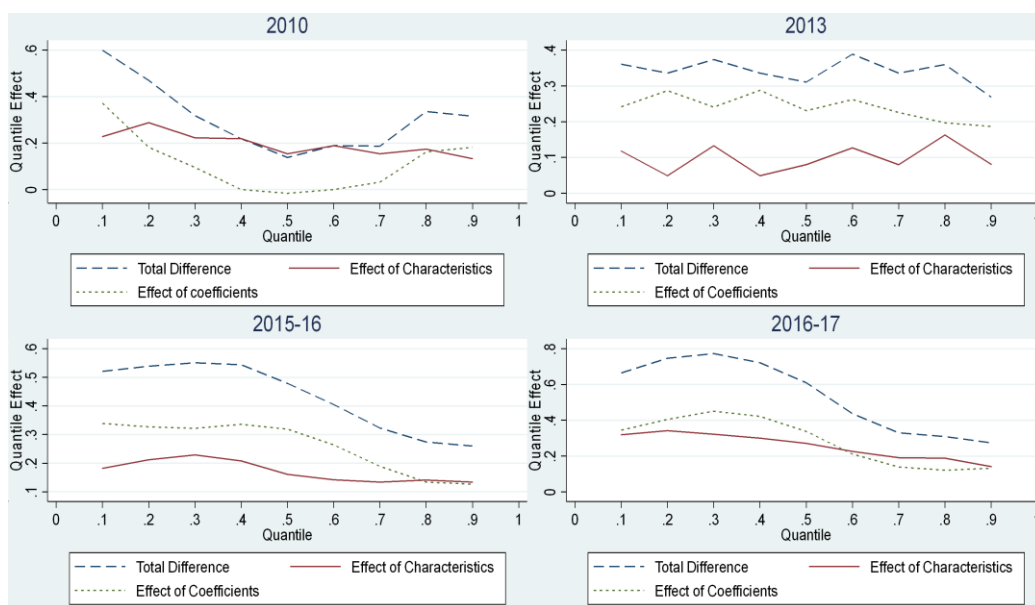 2010
Quantile Effect
.6
.4
.2
0
0 .1 .2 .3 .4 .5 .6 .7 .8 .9 1
Quantile
Total Difference Effect of Characteristics
Effect of coefficients
2013
Quantile Effect
.4
.3
.2
.1
0
0 .1 .2 .3 .4 .5 .6 .7 .8 .9 1
Quantile
Total Difference Effect of Characteristics
Effect of Coefficients
2015-16
Quantile Effect
.6
.5
.4
.3
.2
.1
0 .1 .2 .3 .4 .5 .6 .7 .8 .9 1
Quantile
Total Difference Effect of Characteristics
Effect of Coefficients
2016-17
Quantile Effect
.8
.6
.4
.2
0
0 .1 .2 .3 .4 .5 .6 .7 .8 .9 1
Quantile
Total Difference Effect of Characteristics
Effect of Coefficients